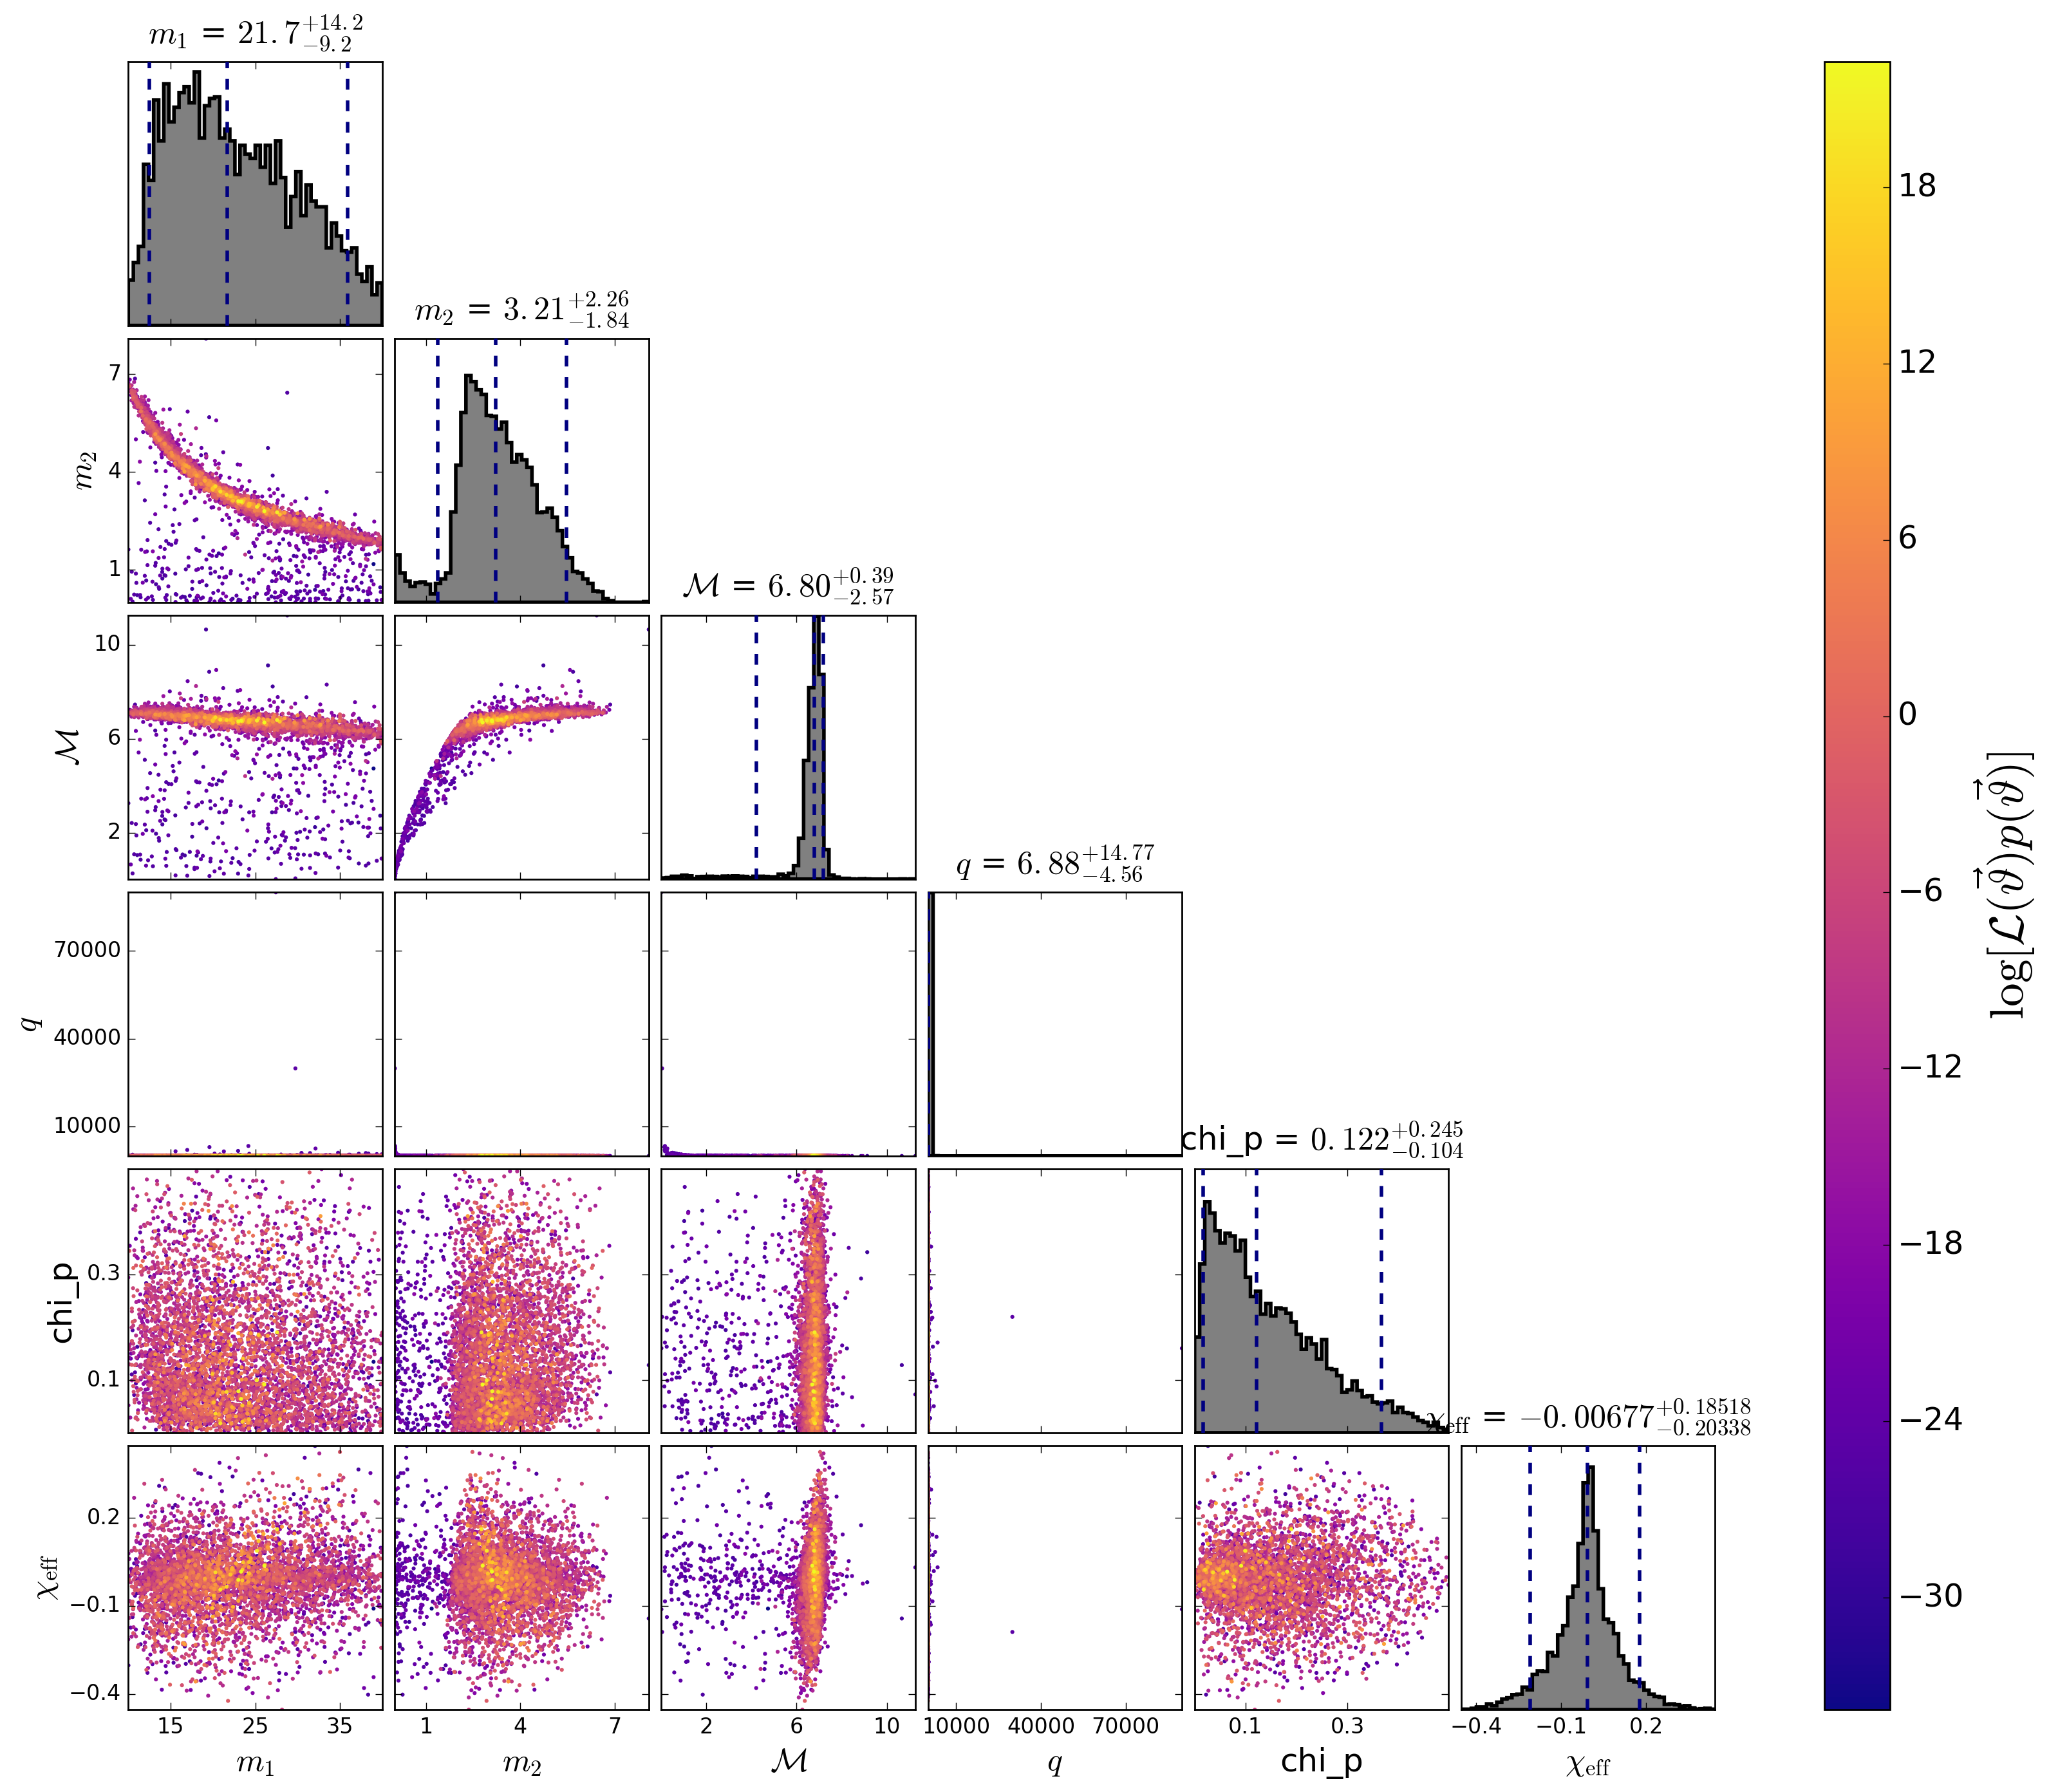 m₁ = 21.7 +14.2 −9.2
m₂ = 3.21 +2.26 −1.84
ℳ = 6.80 +0.39 −2.57
q = 6.88 +14.77 −4.56
chi_p = 0.122 +0.245 −0.104
χeff = −0.00677 +0.18518 −0.20338
m₂
7
4
1
ℳ
10
6
2
q
70000
40000
10000
chi_p
0.3
0.1
χeff
0.2
−0.1
−0.4
15 25 35
1 4 7
2 6 10
10000 40000 70000
0.1 0.3
−0.4 −0.1 0.2
m₁ m₂ ℳ q chi_p χeff
18
12
6
0
−6
−12
−18
−24
−30
log[ℒ(ϑ⃗)p(ϑ⃗)]